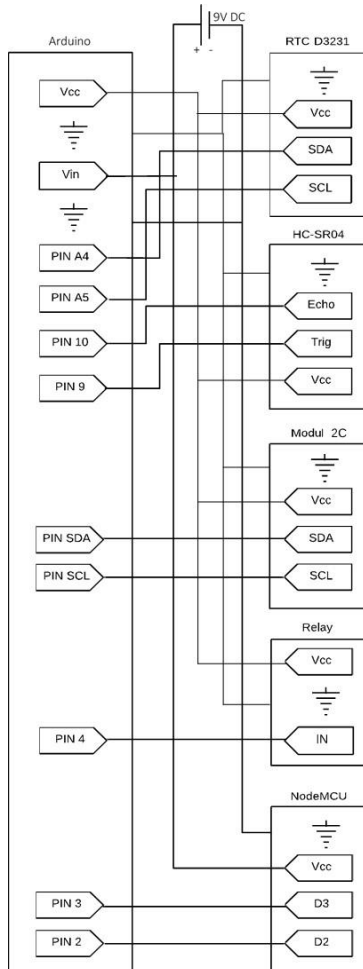 9V DC
+ -
Arduino
Vcc
Vin
PIN A4
PIN A5
PIN 10
PIN 9
PIN SDA
PIN SCL
PIN 4
PIN 3
PIN 2
RTC D3231
Vcc
SDA
SCL
HC-SR04
Echo
Trig
Vcc
Modul 2C
Vcc
SDA
SCL
Relay
Vcc
IN
NodeMCU
Vcc
D3
D2